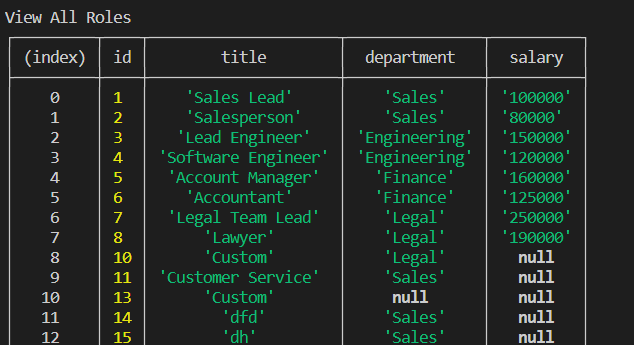 View All Roles
(index) id title department salary
0 1 'Sales Lead' 'Sales' '100000'
1 2 'Salesperson' 'Sales' '80000'
2 3 'Lead Engineer' 'Engineering' '150000'
3 4 'Software Engineer' 'Engineering' '120000'
4 5 'Account Manager' 'Finance' '160000'
5 6 'Accountant' 'Finance' '125000'
6 7 'Legal Team Lead' 'Legal' '250000'
7 8 'Lawyer' 'Legal' '190000'
8 10 'Custom' 'Legal' null
9 11 'Customer Service' 'Sales' null
10 13 'Custom' null null
11 14 'dfd' 'Sales' null
12 15 'dh' 'Sales' null